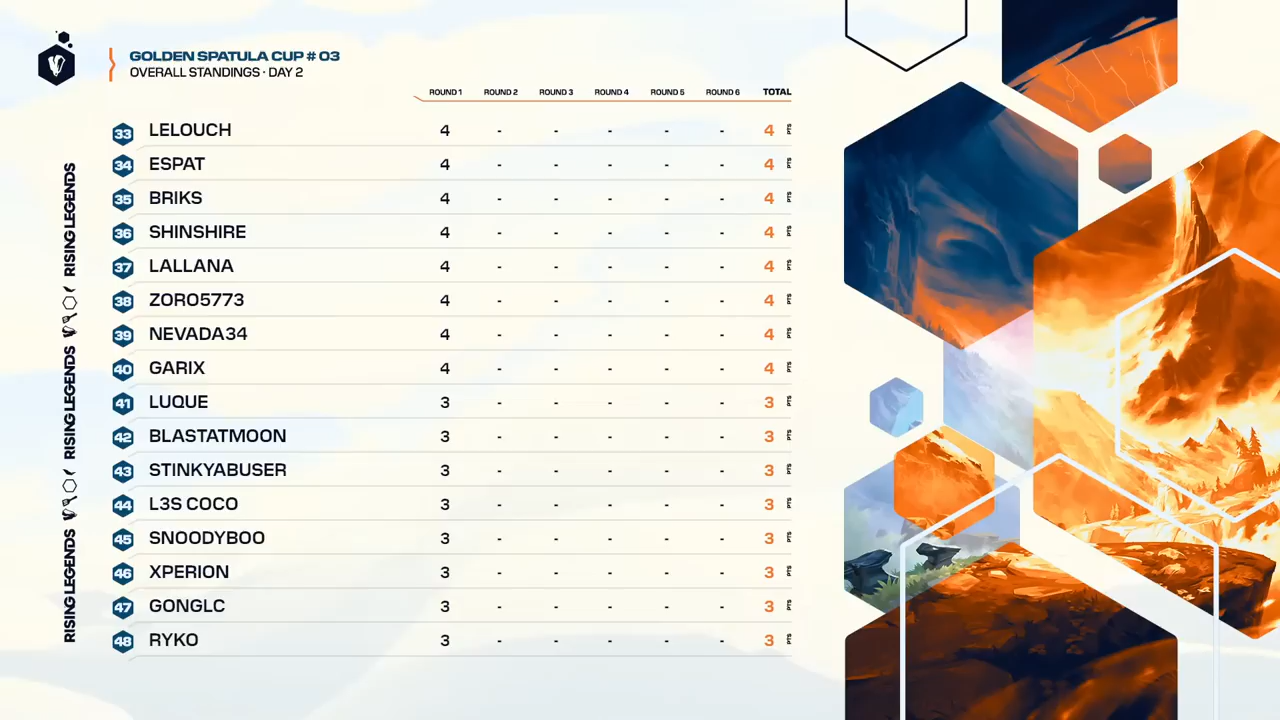 GOLDEN SPATULA CUP # 03
OVERALL STANDINGS · DAY 2
ROUND 1 ROUND 2 ROUND 3 ROUND 4 ROUND 5 ROUND 6 TOTAL
33 LELOUCH 4 - - - - - 4 PTS
34 ESPAT 4 - - - - - 4 PTS
35 BRIKS 4 - - - - - 4 PTS
36 SHINSHIRE 4 - - - - - 4 PTS
37 LALLANA 4 - - - - - 4 PTS
38 ZORO5773 4 - - - - - 4 PTS
39 NEVADA34 4 - - - - - 4 PTS
40 GARIX 4 - - - - - 4 PTS
41 LUQUE 3 - - - - - 3 PTS
42 BLASTATMOON 3 - - - - - 3 PTS
43 STINKYABUSER 3 - - - - - 3 PTS
44 L3S COCO 3 - - - - - 3 PTS
45 SNOODYBOO 3 - - - - - 3 PTS
46 XPERION 3 - - - - - 3 PTS
47 GONGLC 3 - - - - - 3 PTS
48 RYKO 3 - - - - - 3 PTS
RISING LEGENDS
RISING LEGENDS
RISING LEGENDS